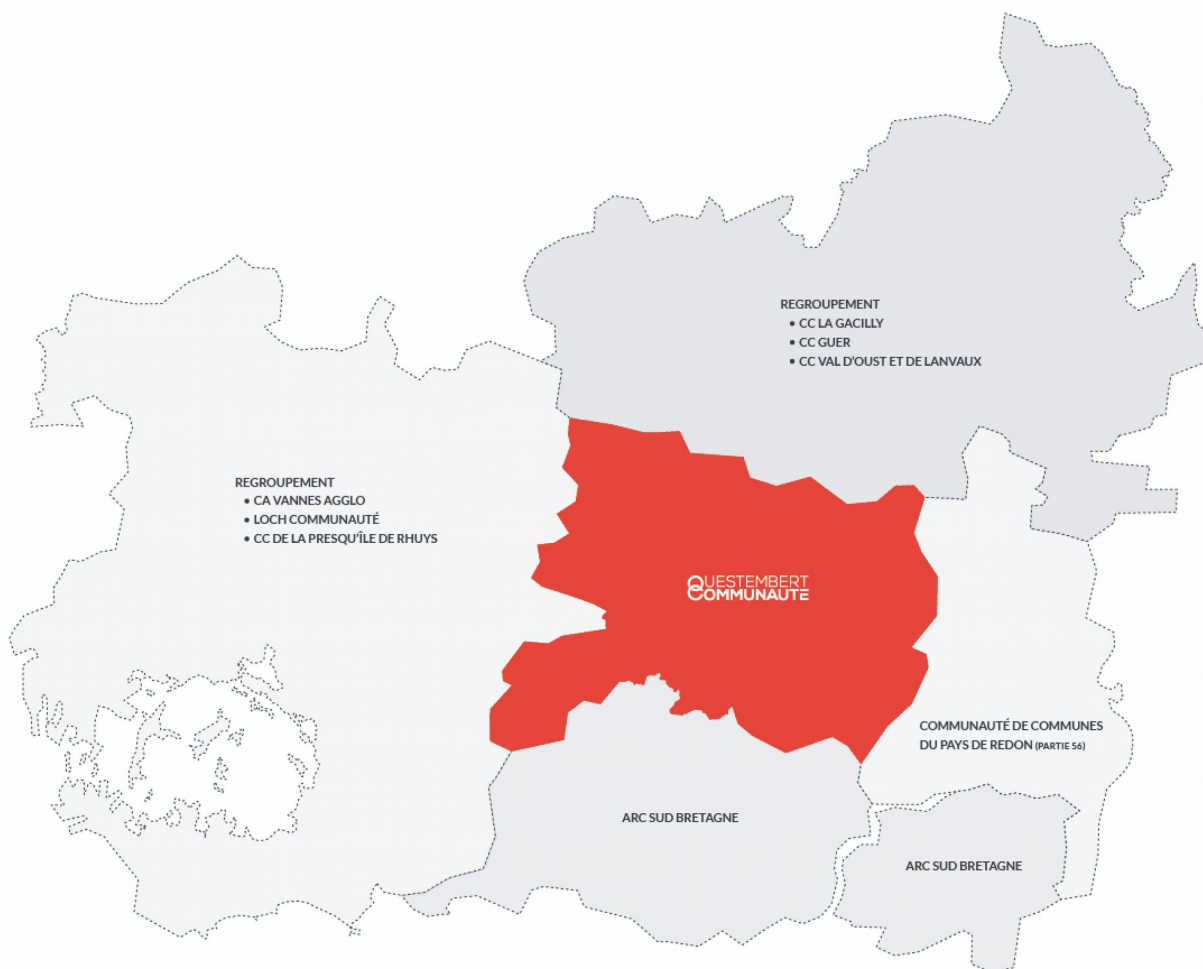 REGROUPEMENT
• CC LA GACILLY
• CC GUER
• CC VAL D'OUST ET DE LANVAUX
REGROUPEMENT
• CA VANNES AGGLO
• LOCH COMMUNAUTÉ
• CC DE LA PRESQU'ÎLE DE RHUYS
QUESTEMBERT
COMMUNAUTÉ
COMMUNAUTÉ DE COMMUNES
DU PAYS DE REDON (PARTIE 56)
ARC SUD BRETAGNE
ARC SUD BRETAGNE